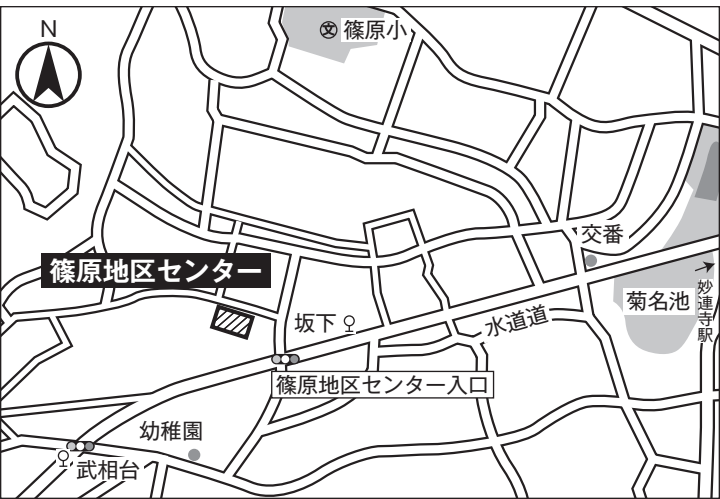 N
文 篠原小
交番
篠原地区センター
菊名池
妙蓮寺駅
坂下
水道道
篠原地区センター入口
幼稚園
武相台